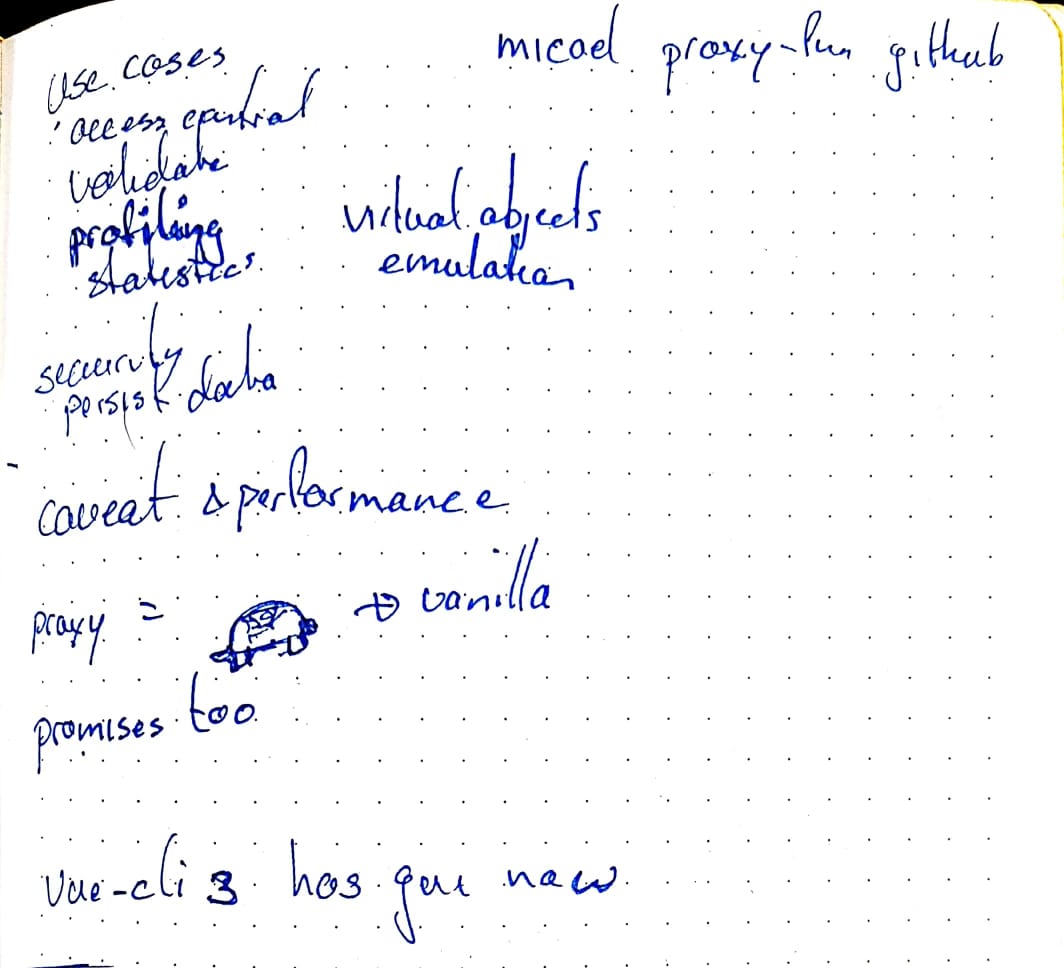 micael proxy-fun github
use cases
access control
validate
profiling
statistics
virtual objects
emulation
security
persist data
caveat performance
proxy = vanilla
promises too
vue-cli 3 has gui now